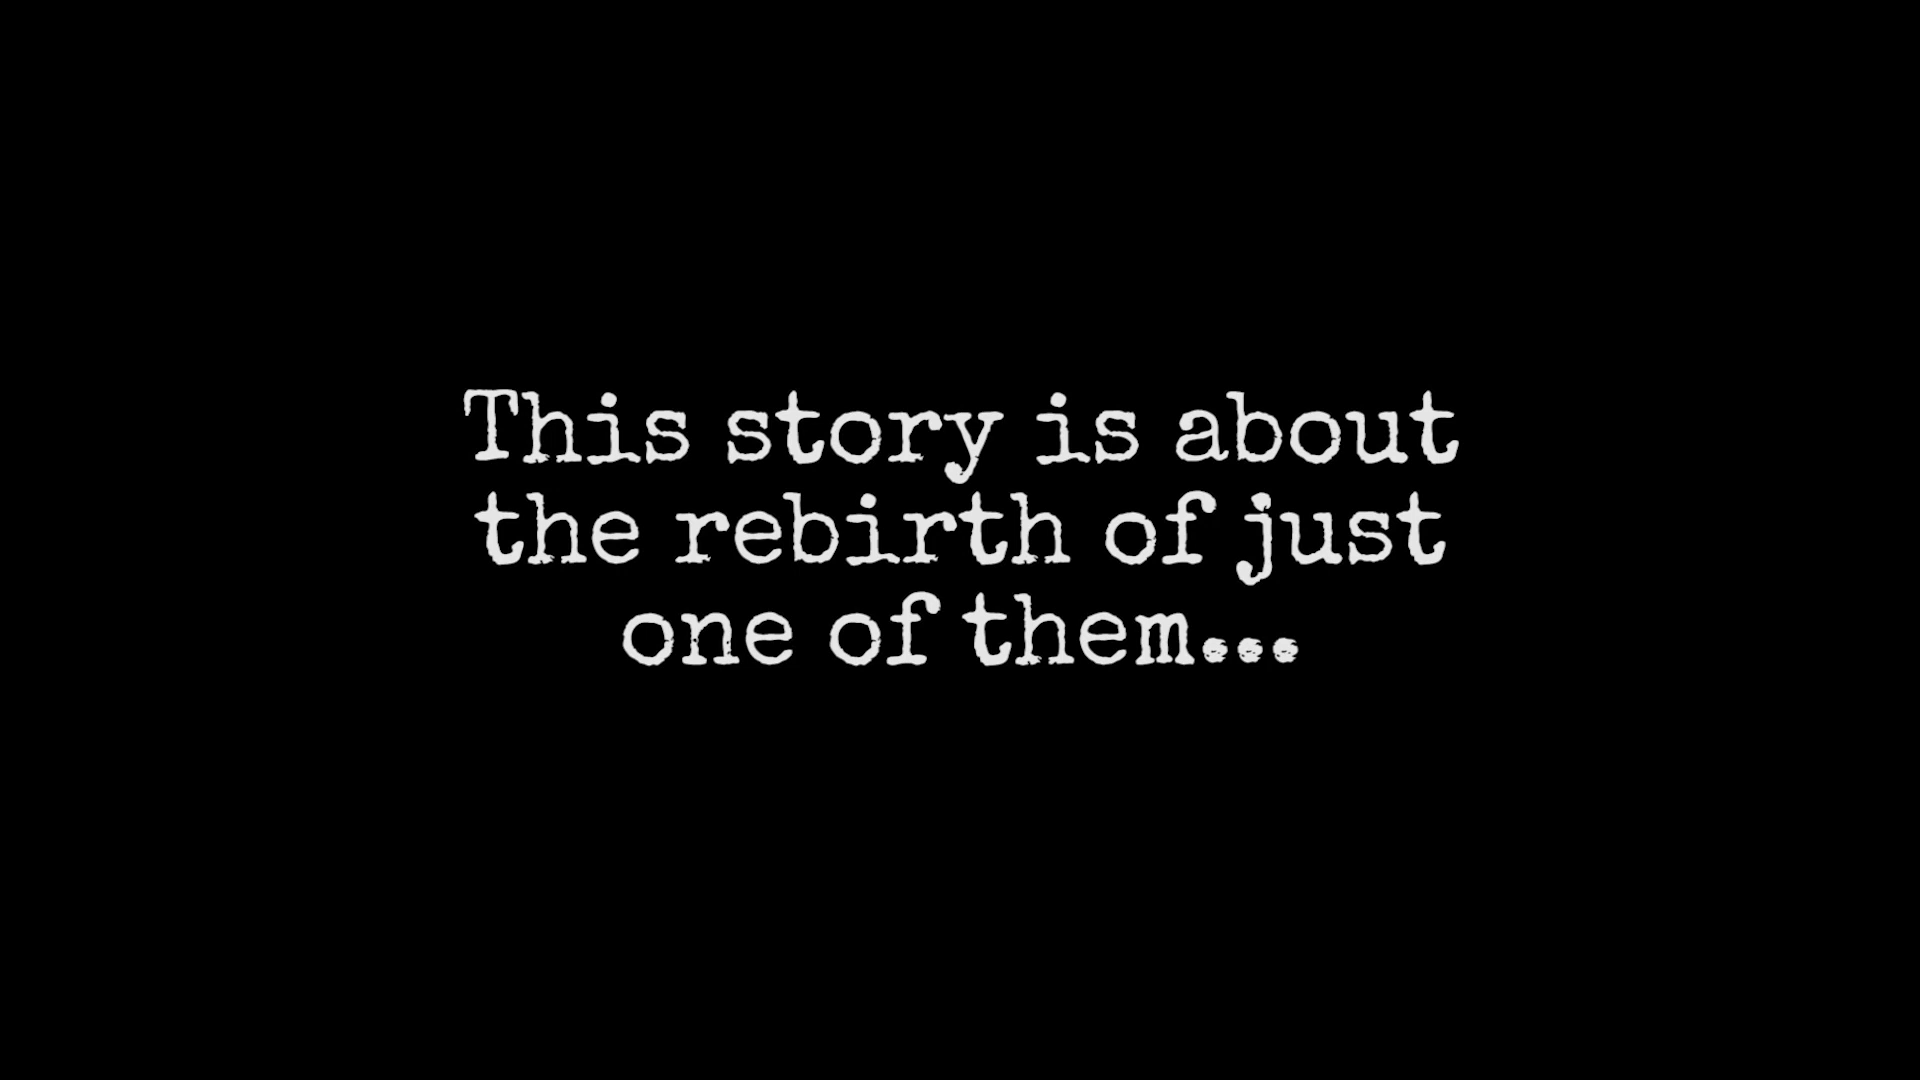 This story is about
the rebirth of just
one of them...